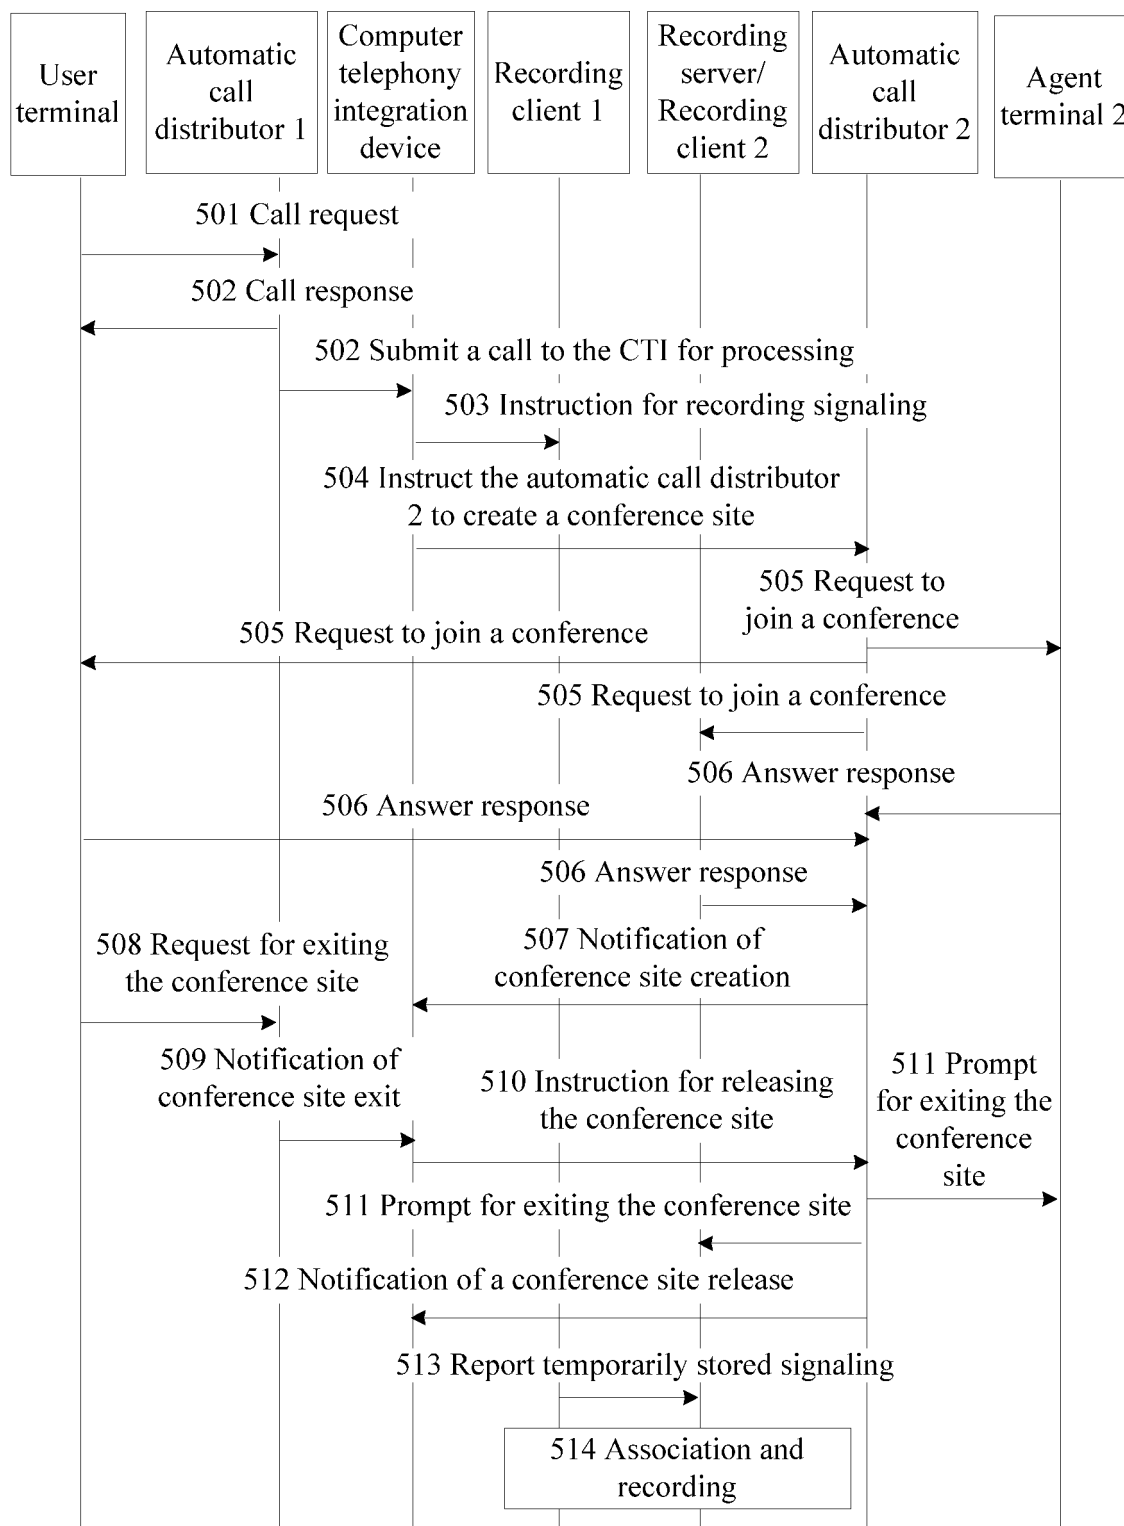 User
terminal
Automatic
call
distributor 1
Computer
telephony
integration
device
Recording
client 1
Recording
server/
Recording
client 2
Automatic
call
distributor 2
Agent
terminal 2
501 Call request
502 Call response
502 Submit a call to the CTI for processing
503 Instruction for recording signaling
504 Instruct the automatic call distributor
2 to create a conference site
505 Request to
join a conference
505 Request to join a conference
505 Request to join a conference
506 Answer response
506 Answer response
506 Answer response
508 Request for exiting
the conference site
507 Notification of
conference site creation
509 Notification of
conference site exit
510 Instruction for releasing
the conference site
511 Prompt
for exiting the
conference
site
511 Prompt for exiting the conference site
512 Notification of a conference site release
513 Report temporarily stored signaling
514 Association and
recording